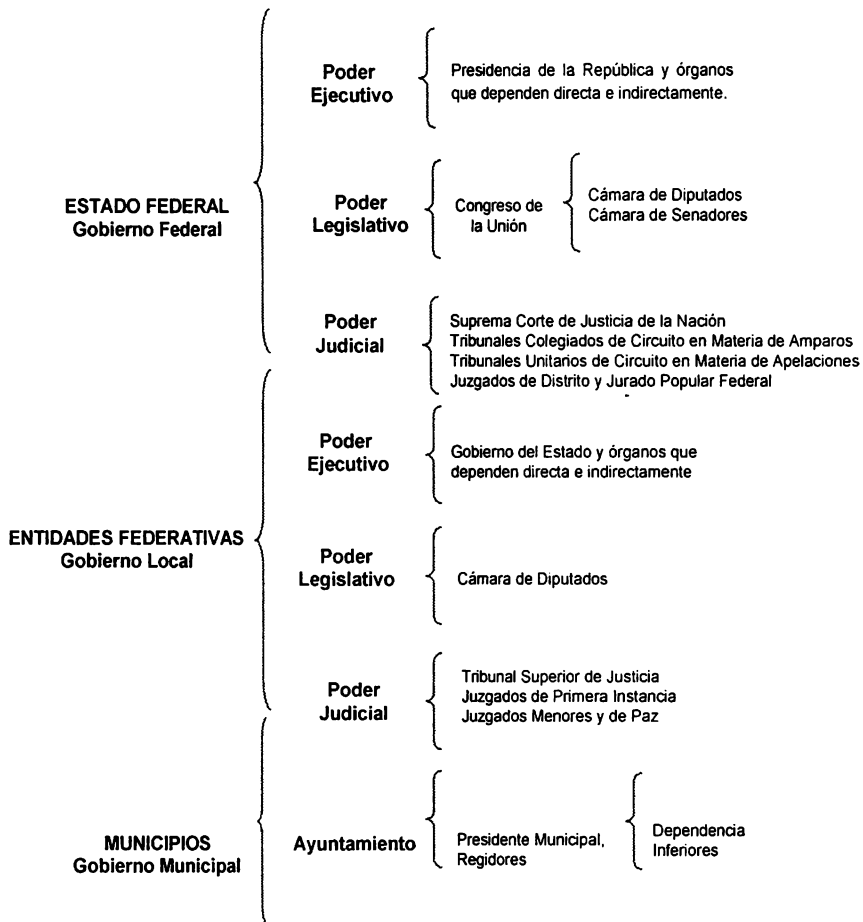 Poder
Ejecutivo
Presidencia de la República y órganos
que dependen directa e indirectamente.
ESTADO FEDERAL
Gobierno Federal
Poder
Legislativo
Congreso de
la Unión
Cámara de Diputados
Cámara de Senadores
Poder
Judicial
Suprema Corte de Justicia de la Nación
Tribunales Colegiados de Circuito en Materia de Amparos
Tribunales Unitarios de Circuito en Materia de Apelaciones
Juzgados de Distrito y Jurado Popular Federal
Poder
Ejecutivo
Gobierno del Estado y órganos que
dependen directa e indirectamente
ENTIDADES FEDERATIVAS
Gobierno Local
Poder
Legislativo
Cámara de Diputados
Poder
Judicial
Tribunal Superior de Justicia
Juzgados de Primera Instancia
Juzgados Menores y de Paz
MUNICIPIOS
Gobierno Municipal
Ayuntamiento
Presidente Municipal,
Regidores
Dependencia
Inferiores